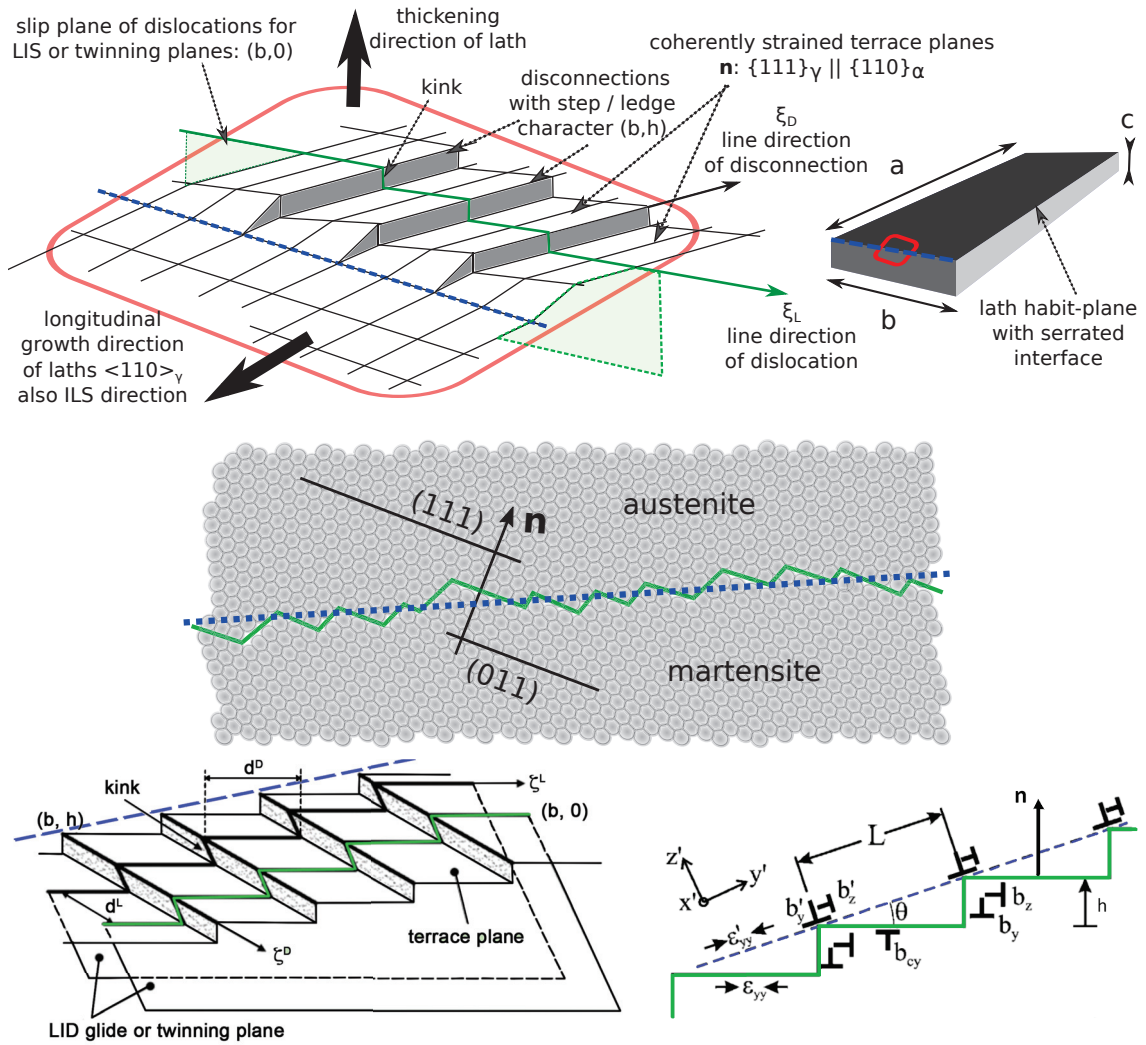 slip plane of dislocations for
LIS or twinning planes: (b,0)
thickening
direction of lath
kink
disconnections
with step / ledge
character (b,h)
coherently strained terrace planes
n: {111}γ || {110}α
ξD
line direction
of disconnection
a
c
b
lath habit-plane
with serrated
interface
ξL
line direction
of dislocation
longitudinal
growth direction
of laths <110>γ
also ILS direction
(111)
n
austenite
(011)
martensite
dD
kink
ζL
(b, h)
(b, 0)
dL
terrace plane
ζD
LID glide or twinning plane
n
L
z'
y'
x'
b'y
b'z
θ
bz
h
by
bcy
ε'yy
εyy